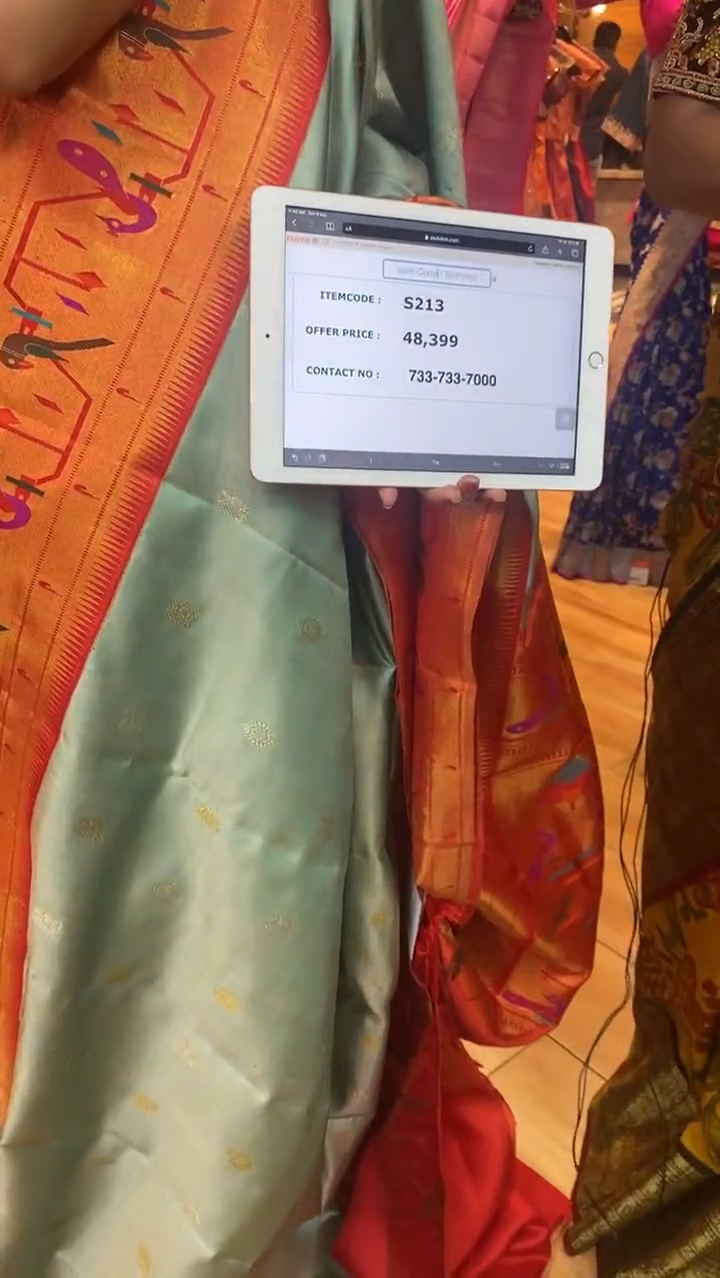 ITEMCODE : S213
OFFER PRICE : 48,399
CONTACT NO : 733-733-7000